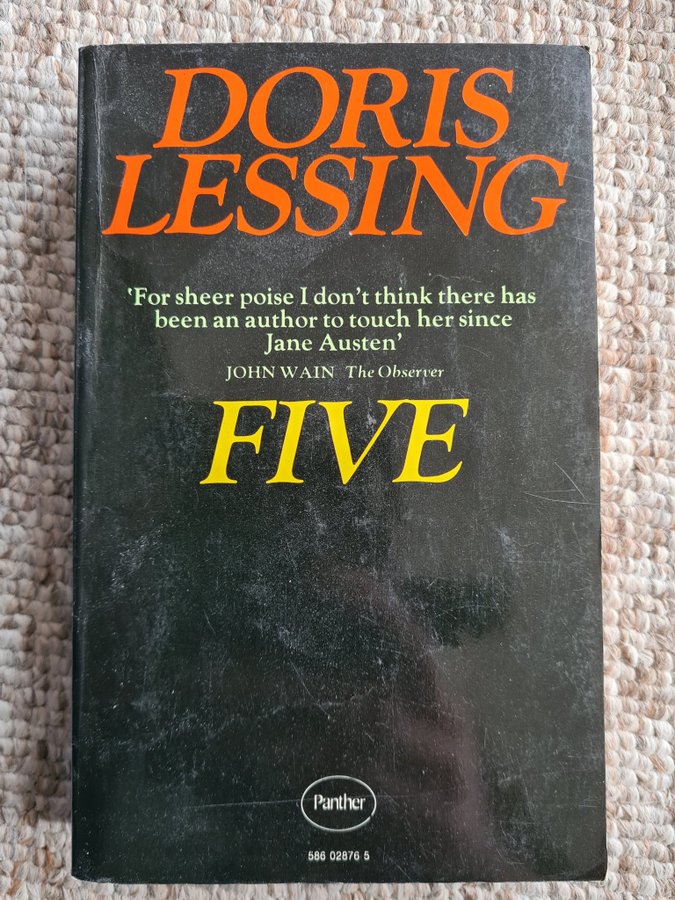 DORIS
LESSING
‘For sheer poise I don’t think there has
been an author to touch her since
Jane Austen’
JOHN WAIN The Observer
FIVE
Panther
586 02876 5